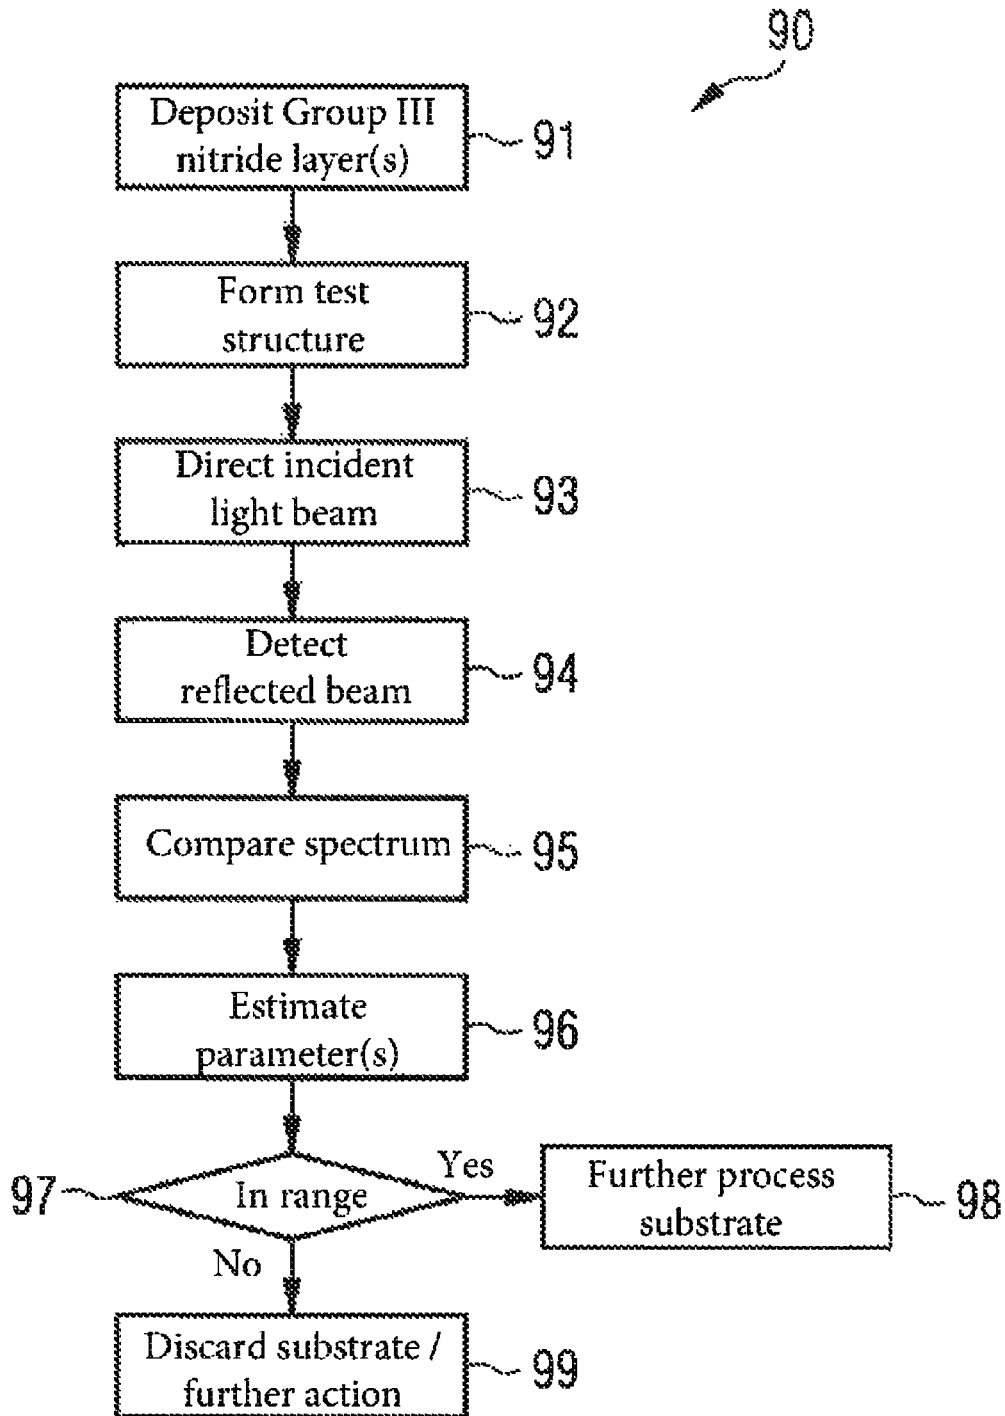 90
Deposit Group III
nitride layer(s)
91
Form test
structure
92
Direct incident
light beam
93
Detect
reflected beam
94
Compare spectrum
95
Estimate
parameter(s)
96
97
In range
Yes
Further process
substrate
98
No
Discard substrate /
further action
99